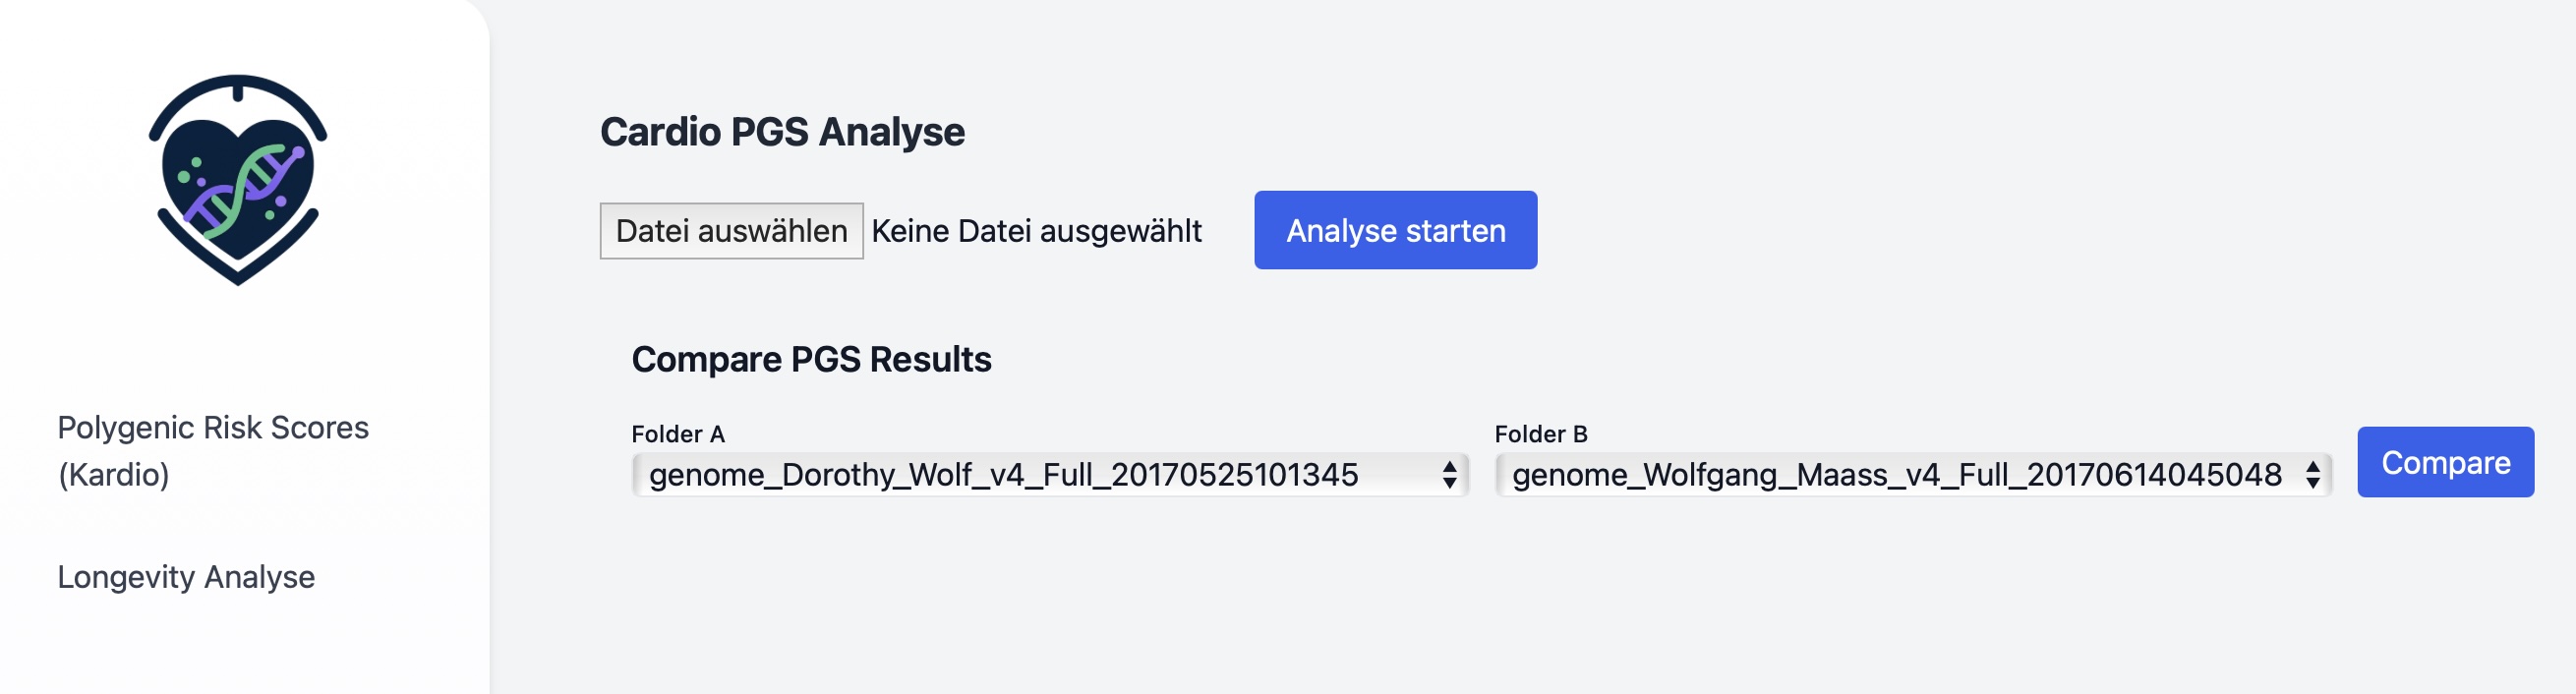 Polygenic Risk Scores
(Kardio)
Longevity Analyse
Cardio PGS Analyse
Datei auswählen Keine Datei ausgewählt Analyse starten
Compare PGS Results
Folder A Folder B
genome_Dorothy_Wolf_v4_Full_20170525101345 genome_Wolfgang_Maass_v4_Full_20170614045048 Compare